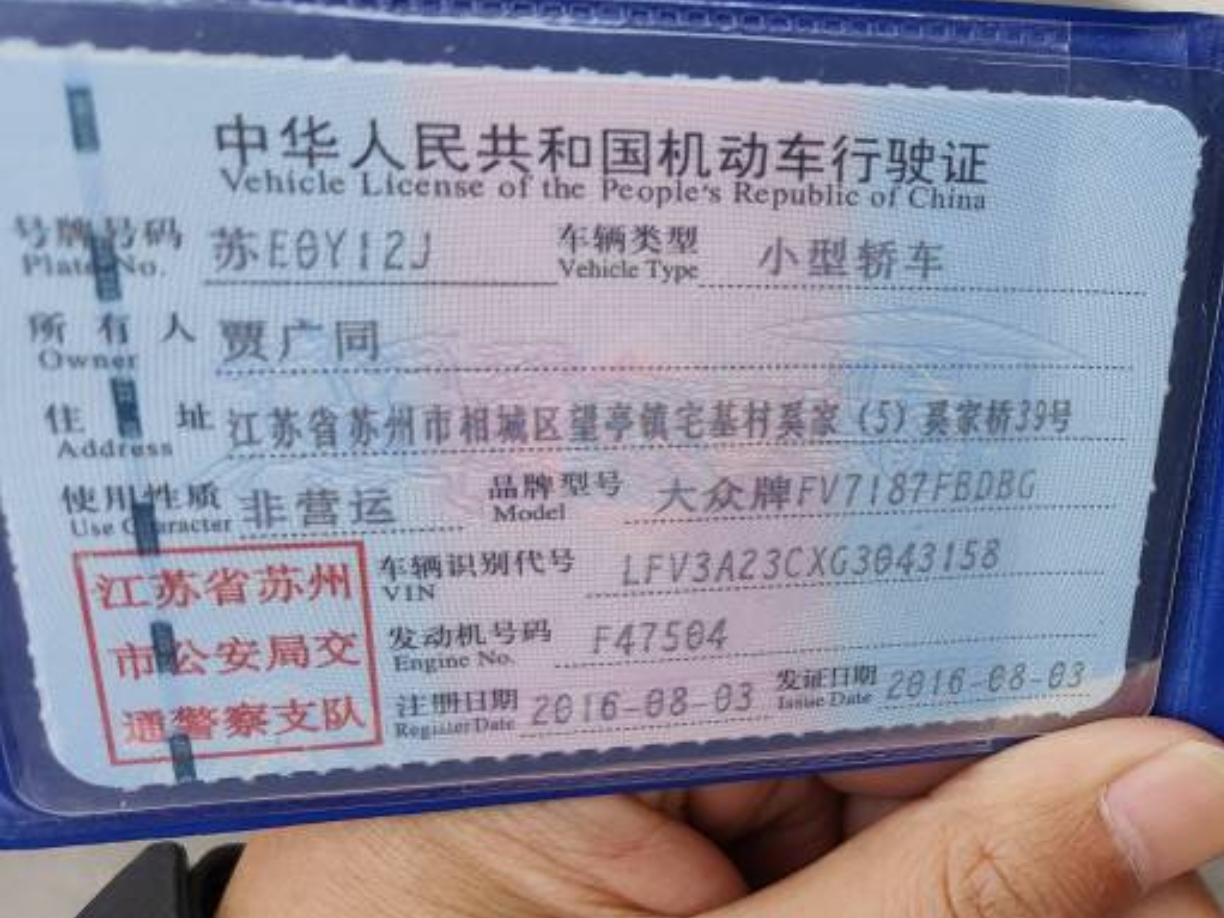 中华人民共和国机动车行驶证
Vehicle License of the People's Republic of China
号牌号码 苏E0Y12J 车辆类型 小型轿车
Plate No. Vehicle Type
所有人 贾广同
Owner
住址 江苏省苏州市相城区望亭镇宅基村奚家(5)奚家桥39号
Address
使用性质 非营运 品牌型号 大众牌FV7187FBDBG
Use Character Model
车辆识别代号 LFV3A23CXG3043158
VIN
发动机号码 F47504
Engine No.
注册日期 2016-08-03 发证日期 2016-08-03
Register Date Issue Date
江苏省苏州
市公安局交
通警察支队